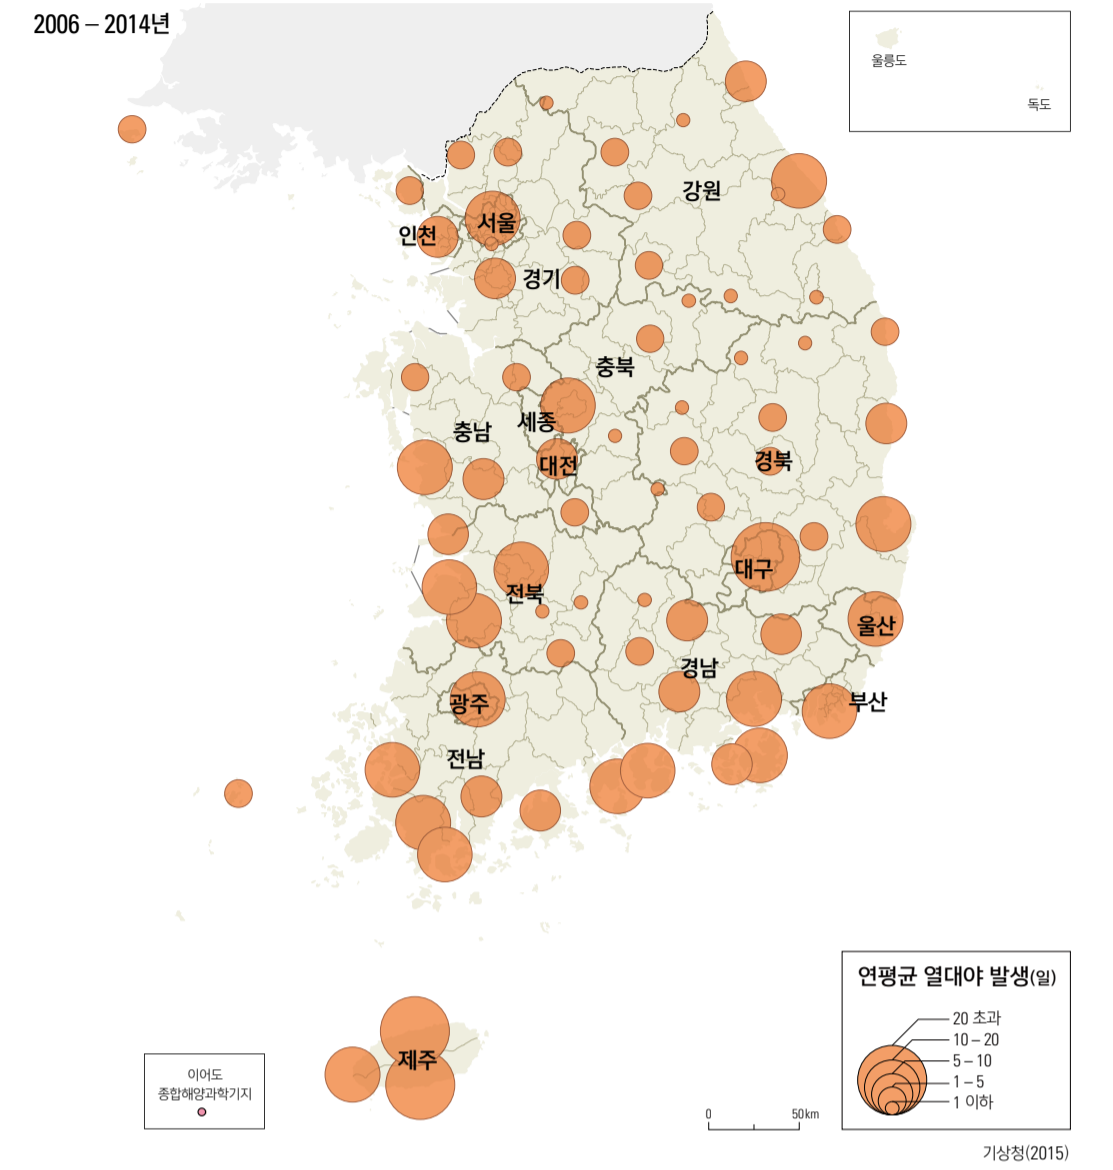 2006 – 2014년
울릉도
독도
강원
서울
인천
경기
충북
세종
충남
대전
경북
대구
전북
울산
경남
부산
광주
전남
제주
이어도
종합해양과학기지
0 50km
연평균 열대야 발생(일)
20 초과
10 – 20
5 – 10
1 – 5
1 이하
기상청(2015)